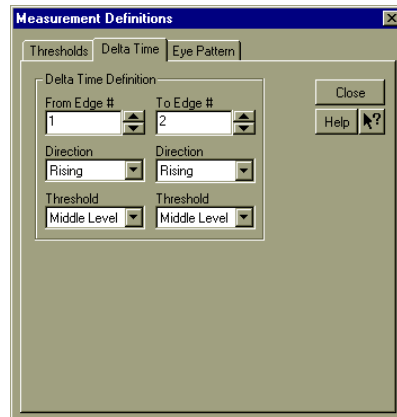 Measurement Definitions
Thresholds Delta Time Eye Pattern
Delta Time Definition
From Edge # To Edge #
1 2
Direction Direction
Rising Rising
Threshold Threshold
Middle Level Middle Level
Close
Help ?